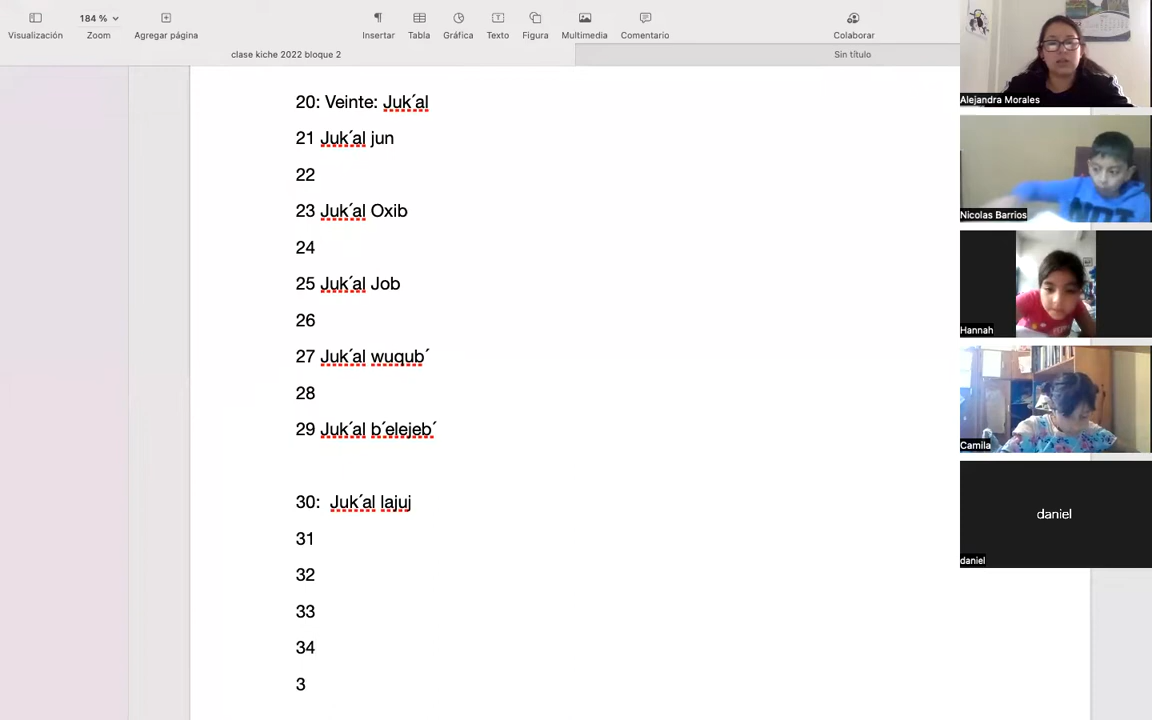 Visualización
184 %
Zoom
Agregar página
Insertar
Tabla
Gráfica
Texto
Figura
Multimedia
Comentario
Colaborar
clase kiche 2022 bloque 2
Sin título
20: Veinte: Juk´al
21 Juk´al jun
22
23 Juk´al Oxib
24
25 Juk´al Job
26
27 Juk´al wuqub´
28
29 Juk´al b´elejeb´
30: Juk´al lajuj
31
32
33
34
3
Alejandra Morales
Nicolas Barrios
Hannah
Camila
daniel
daniel